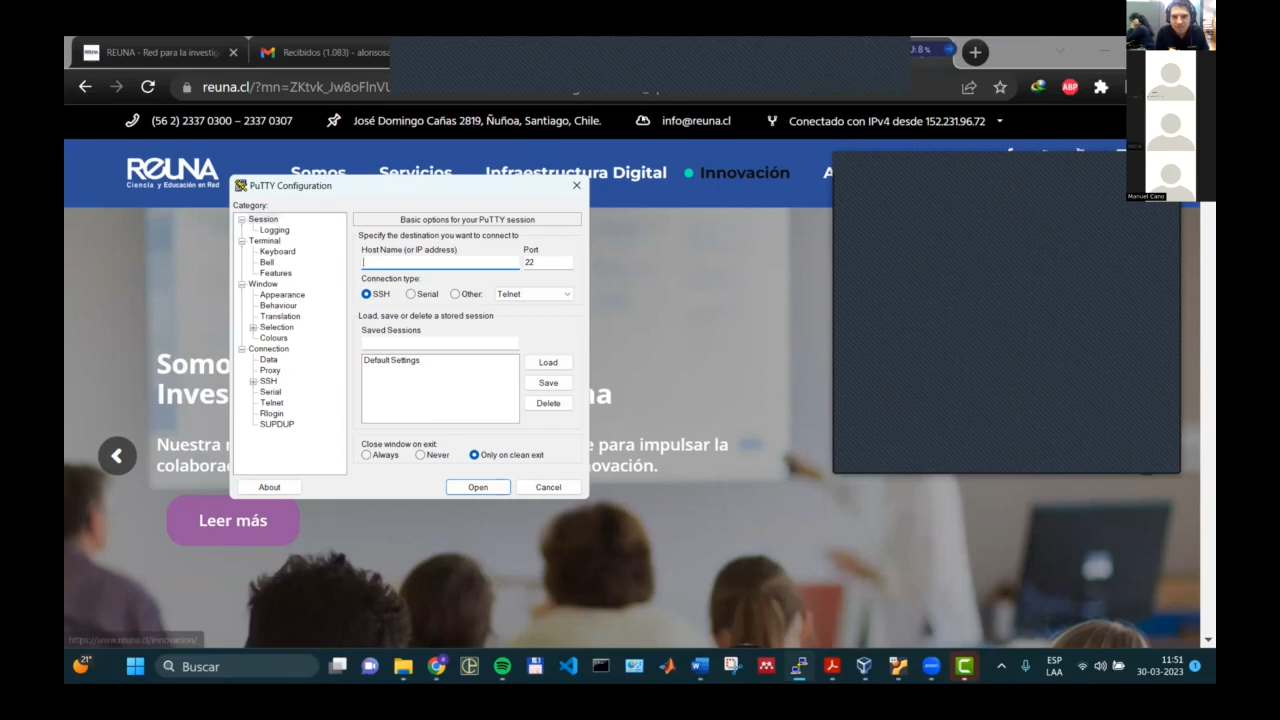 REUNA - Red para la investig
Recibidos (1.083) - alonsosa
U: 8%
reuna.cl/?mn=ZKtvk_Jw8oFlnVU
ABP
(56 2) 2337 0300 – 2337 0307
José Domingo Cañas 2819, Ñuñoa, Santiago, Chile.
info@reuna.cl
Conectado con IPv4 desde 152.231.96.72
REUNA
Ciencia y Educación en Red
Somos
Servicios
Infraestructura Digital
Innovación
A
Manuel Cano
PuTTY Configuration
Category:
Session
Logging
Terminal
Keyboard
Bell
Features
Window
Appearance
Behaviour
Translation
Selection
Colours
Connection
Data
Proxy
SSH
Serial
Telnet
Rlogin
SUPDUP
Basic options for your PuTTY session
Specify the destination you want to connect to
Host Name (or IP address)
Port
22
Connection type:
SSH
Serial
Other:
Telnet
Load, save or delete a stored session
Saved Sessions
Default Settings
Load
Save
Delete
Close window on exit:
Always
Never
Only on clean exit
About
Open
Cancel
Somo
Inves
na
Nuestra
e para impulsar la
colabora
ovación.
Leer más
https://www.reuna.cl/innovacion/
21°
Buscar
ESP
LAA
11:51
30-03-2023
1